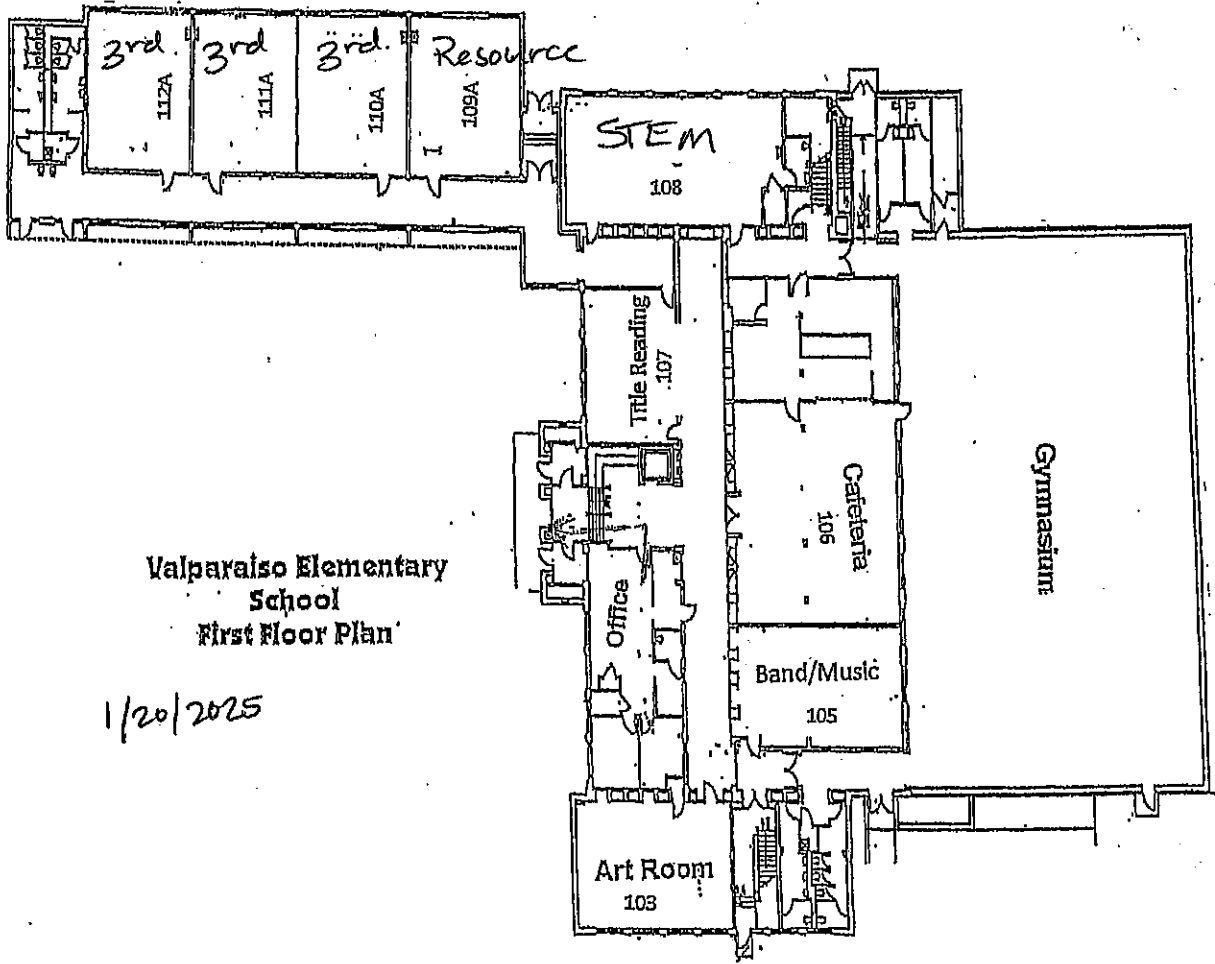 3rd.
112A
3rd
111A
3rd.
110A
Resource
109A
STEM
108
Title Reading
107
Gymnasium
Cafeteria
106
Valparaiso Elementary
School
First Floor Plan
1/20/2025
Office
Band/Music
105
Art Room
103